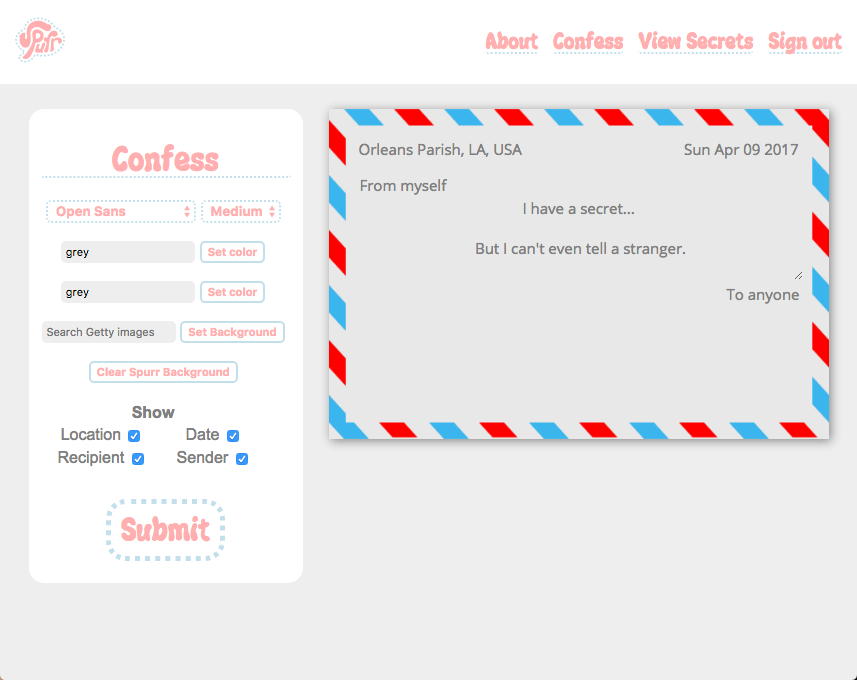 Spurr
About Confess View Secrets Sign out
Confess
Open Sans Medium
grey Set color
grey Set color
Search Getty images Set Background
Clear Spurr Background
Show
Location Date
Recipient Sender
Submit
Orleans Parish, LA, USA Sun Apr 09 2017
From myself
I have a secret...
But I can't even tell a stranger.
To anyone